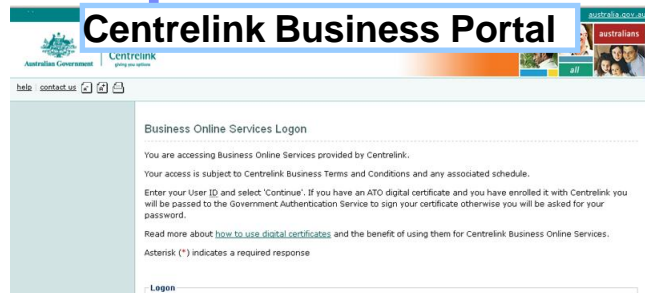 Centrelink Business Portal
australia.gov.au
australians
Australian Government
Centrelink
giving you options
all
help contact us
Business Online Services Logon
You are accessing Business Online Services provided by Centrelink.
Your access is subject to Centrelink Business Terms and Conditions and any associated schedule.
Enter your User ID and select 'Continue'. If you have an ATO digital certificate and you have enrolled it with Centrelink you
will be passed to the Government Authentication Service to sign your certificate otherwise you will be asked for your
password.
Read more about how to use digital certificates and the benefit of using them for Centrelink Business Online Services.
Asterisk (*) indicates a required response
Logon